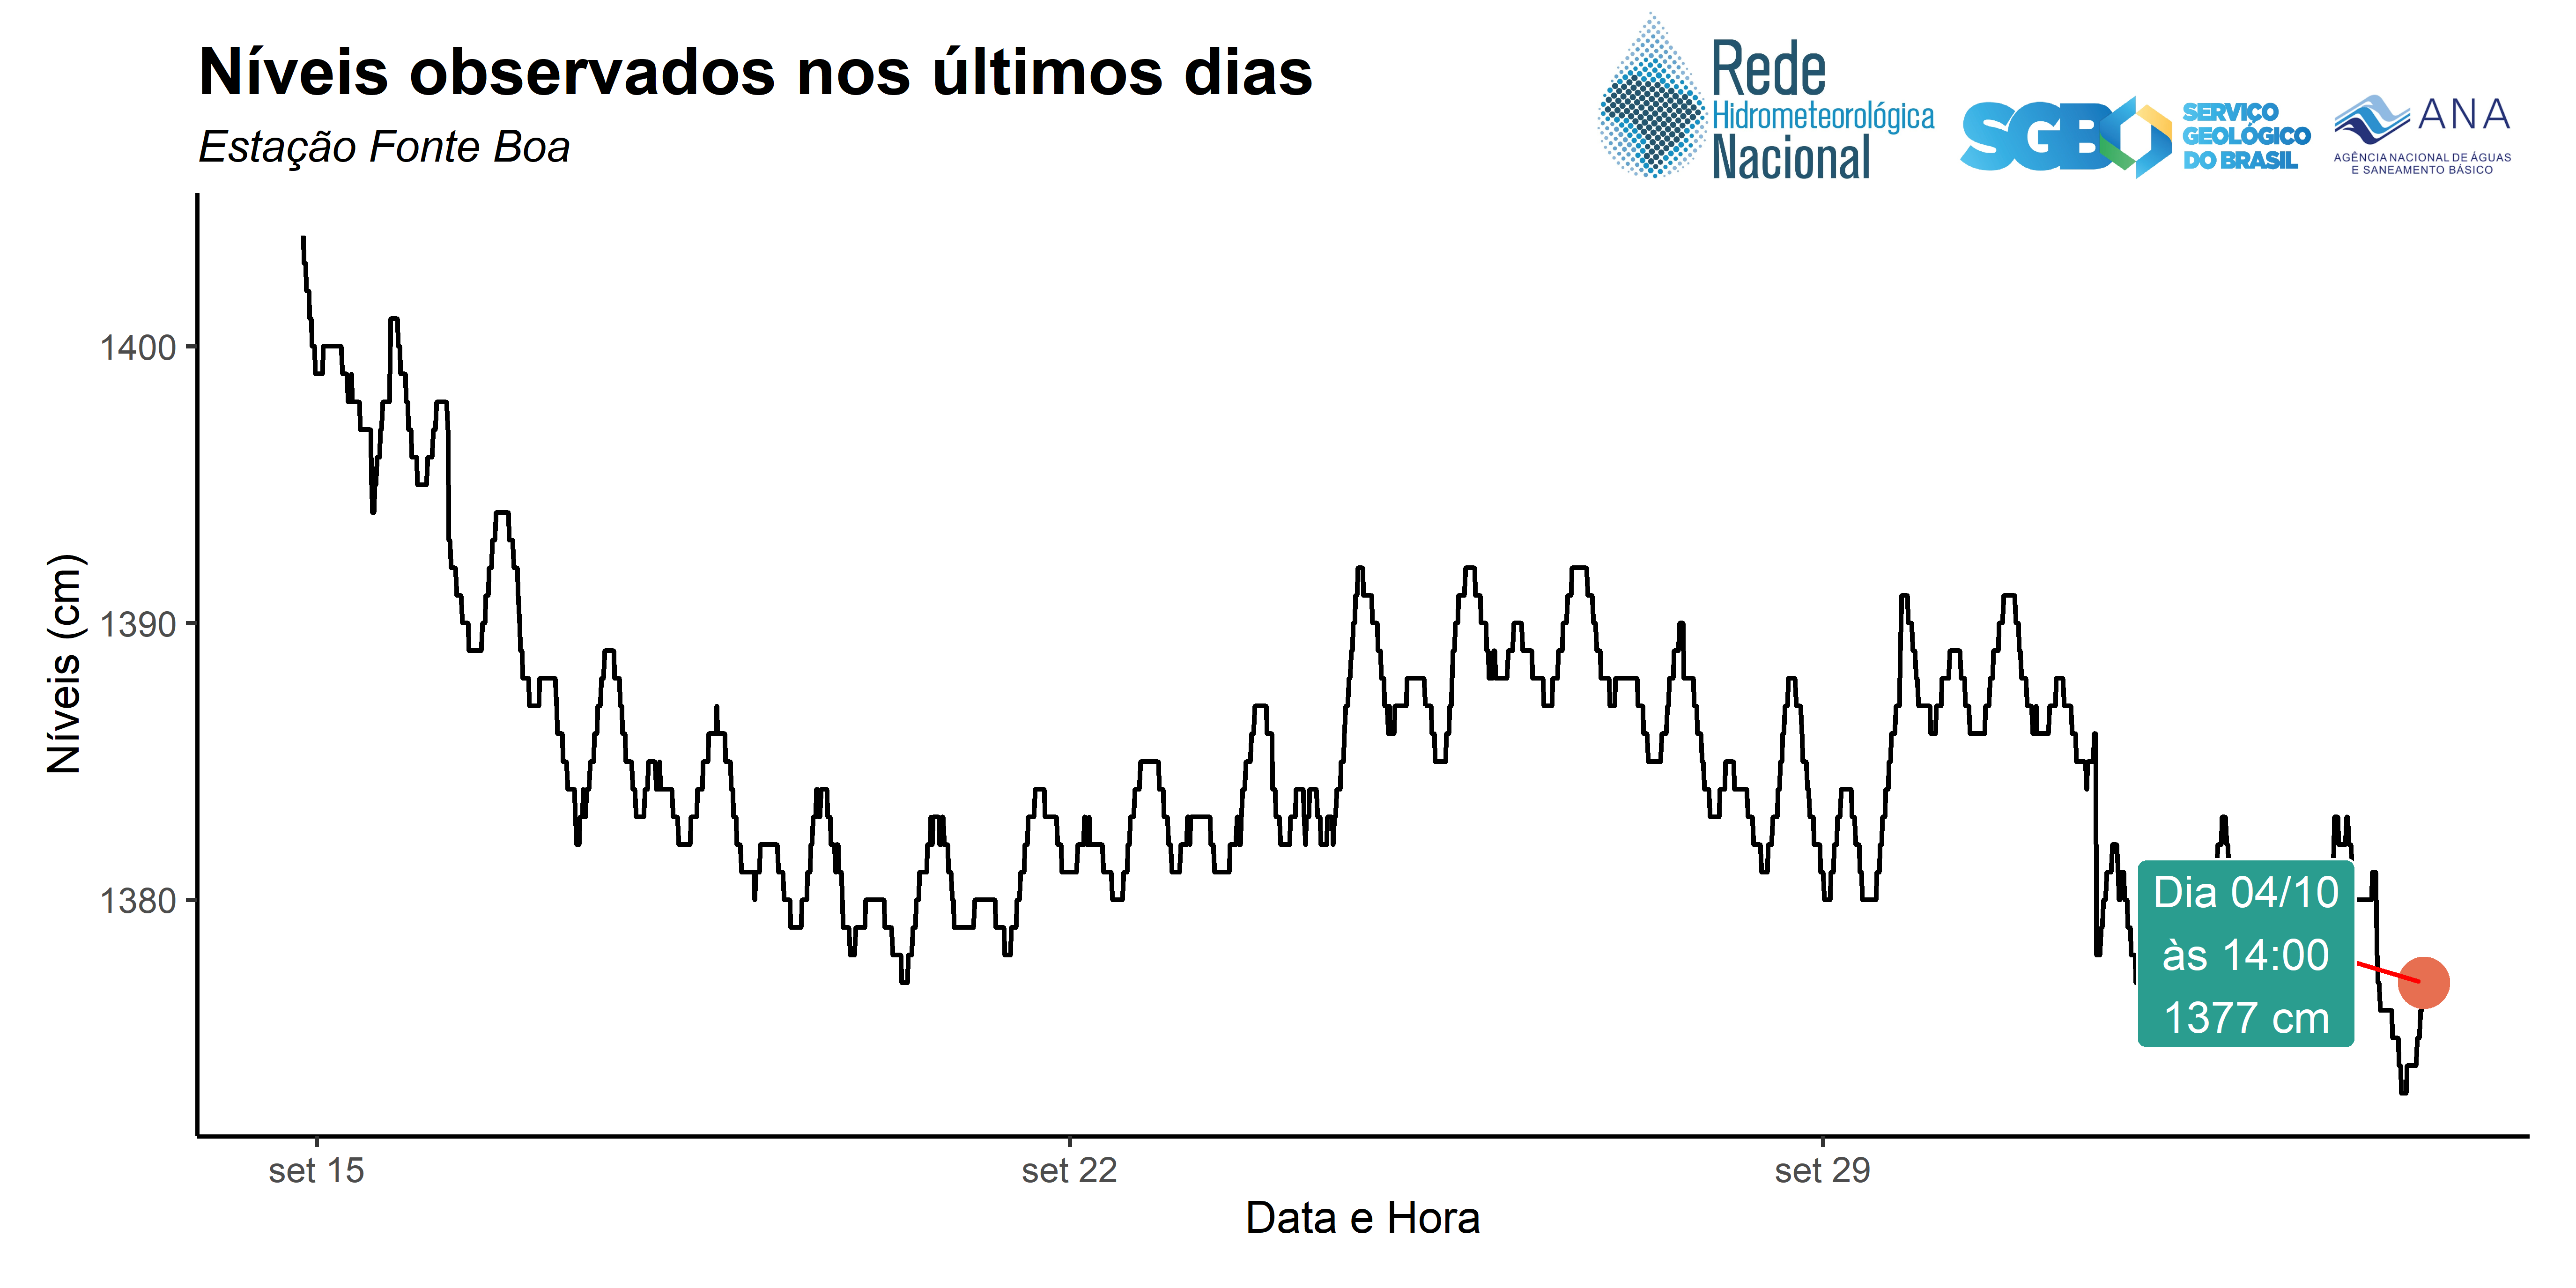 Níveis observados nos últimos dias
Estação Fonte Boa
Rede
Hidrometeorológica
Nacional
SGB
SERVIÇO
GEOLÓGICO
DO BRASIL
ANA
AGÊNCIA NACIONAL DE ÁGUAS
E SANEAMENTO BÁSICO
Níveis (cm)
1400
1390
1380
Dia 04/10
às 14:00
1377 cm
set 15
set 22
set 29
Data e Hora